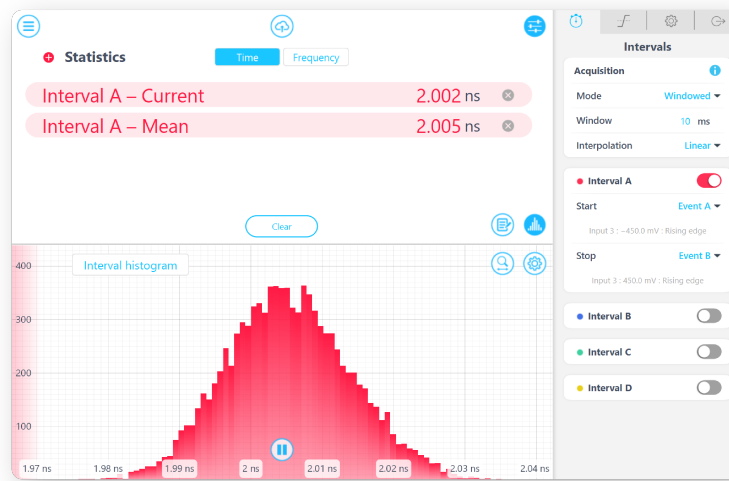 Statistics
Time
Frequency
Interval A – Current 2.002 ns
Interval A – Mean 2.005 ns
Clear
Interval histogram
400
300
200
100
1.97 ns
1.98 ns
1.99 ns
2 ns
2.01 ns
2.02 ns
2.03 ns
2.04 ns
Intervals
Acquisition
Mode Windowed
Window 10 ms
Interpolation Linear
Interval A
Start Event A
Input 3 : −450.0 mV : Rising edge
Stop Event B
Input 3 : 450.0 mV : Rising edge
Interval B
Interval C
Interval D